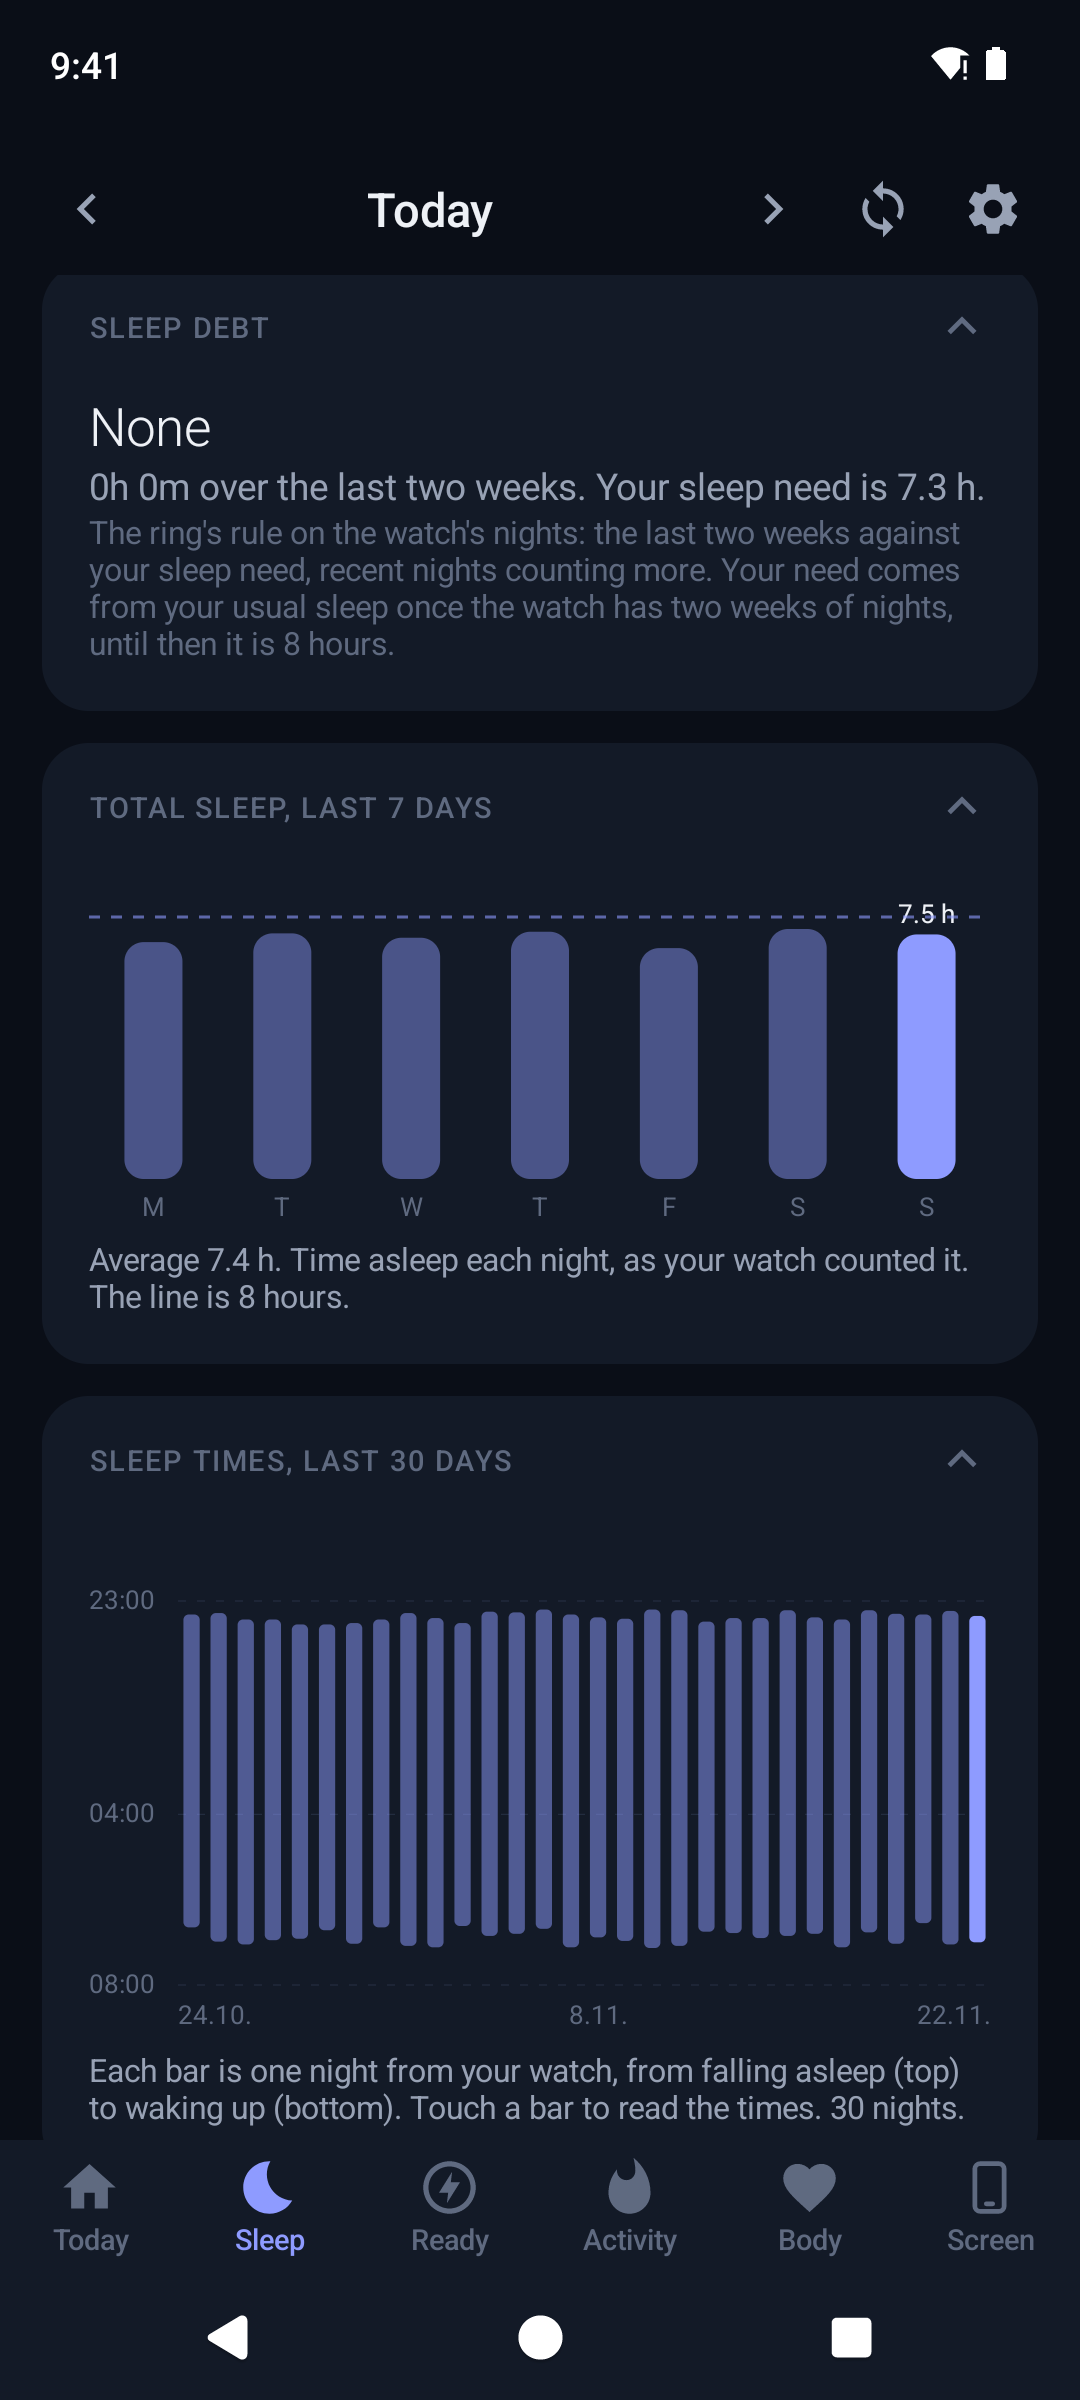 9:41
Today
SLEEP DEBT
None
0h 0m over the last two weeks. Your sleep need is 7.3 h.
The ring's rule on the watch's nights: the last two weeks against
your sleep need, recent nights counting more. Your need comes
from your usual sleep once the watch has two weeks of nights,
until then it is 8 hours.
TOTAL SLEEP, LAST 7 DAYS
7.5 h
M T W T F S S
Average 7.4 h. Time asleep each night, as your watch counted it.
The line is 8 hours.
SLEEP TIMES, LAST 30 DAYS
23:00
04:00
08:00
24.10. 8.11. 22.11.
Each bar is one night from your watch, from falling asleep (top)
to waking up (bottom). Touch a bar to read the times. 30 nights.
Today Sleep Ready Activity Body Screen